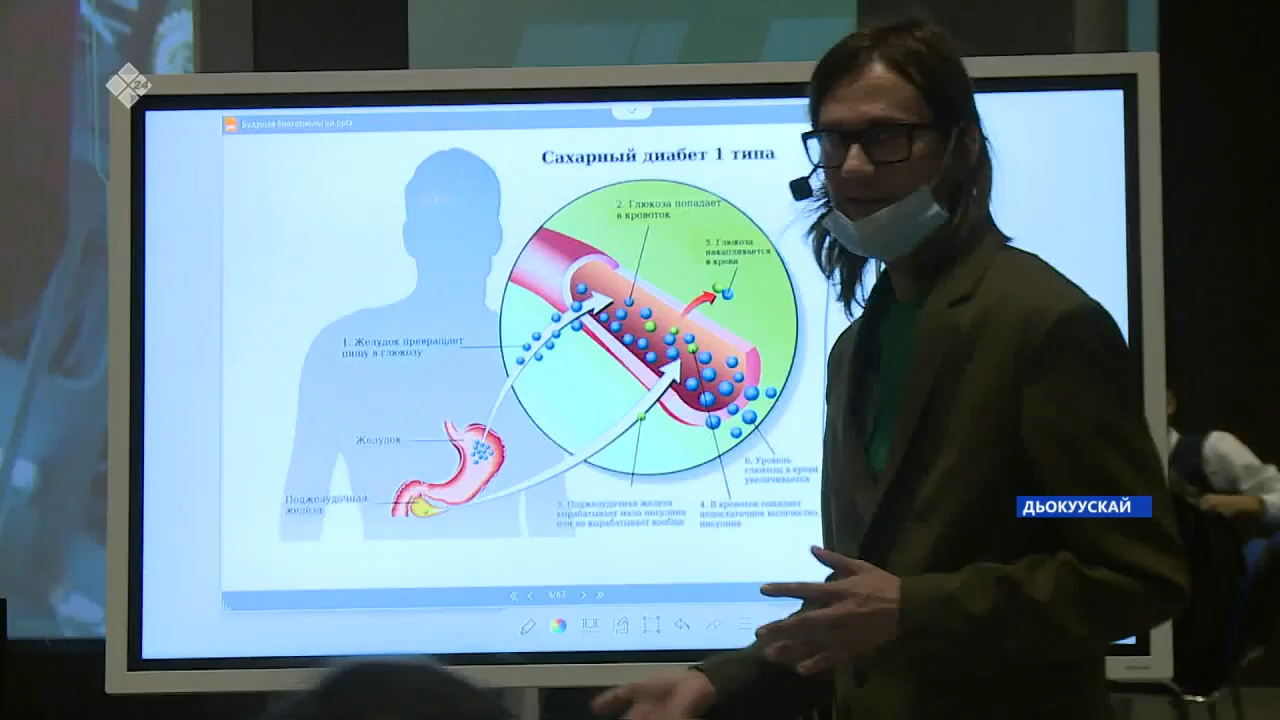 24
Будущее биотехнологии.pptx
Сахарный диабет 1 типа
2. Глюкоза попадает
в кровоток
5. Глюкоза
накапливается
в крови
1. Желудок превращает
пищу в глюкозу
Желудок
Поджелудочная
железа
6. Уровень
глюкозы в крови
увеличивается
3. Поджелудочная железа
вырабатывает мало инсулина
или не вырабатывает вообще
4. В кровоток попадает
недостаточное количество
инсулина
ДЬОКУУСКАЙ
5/63